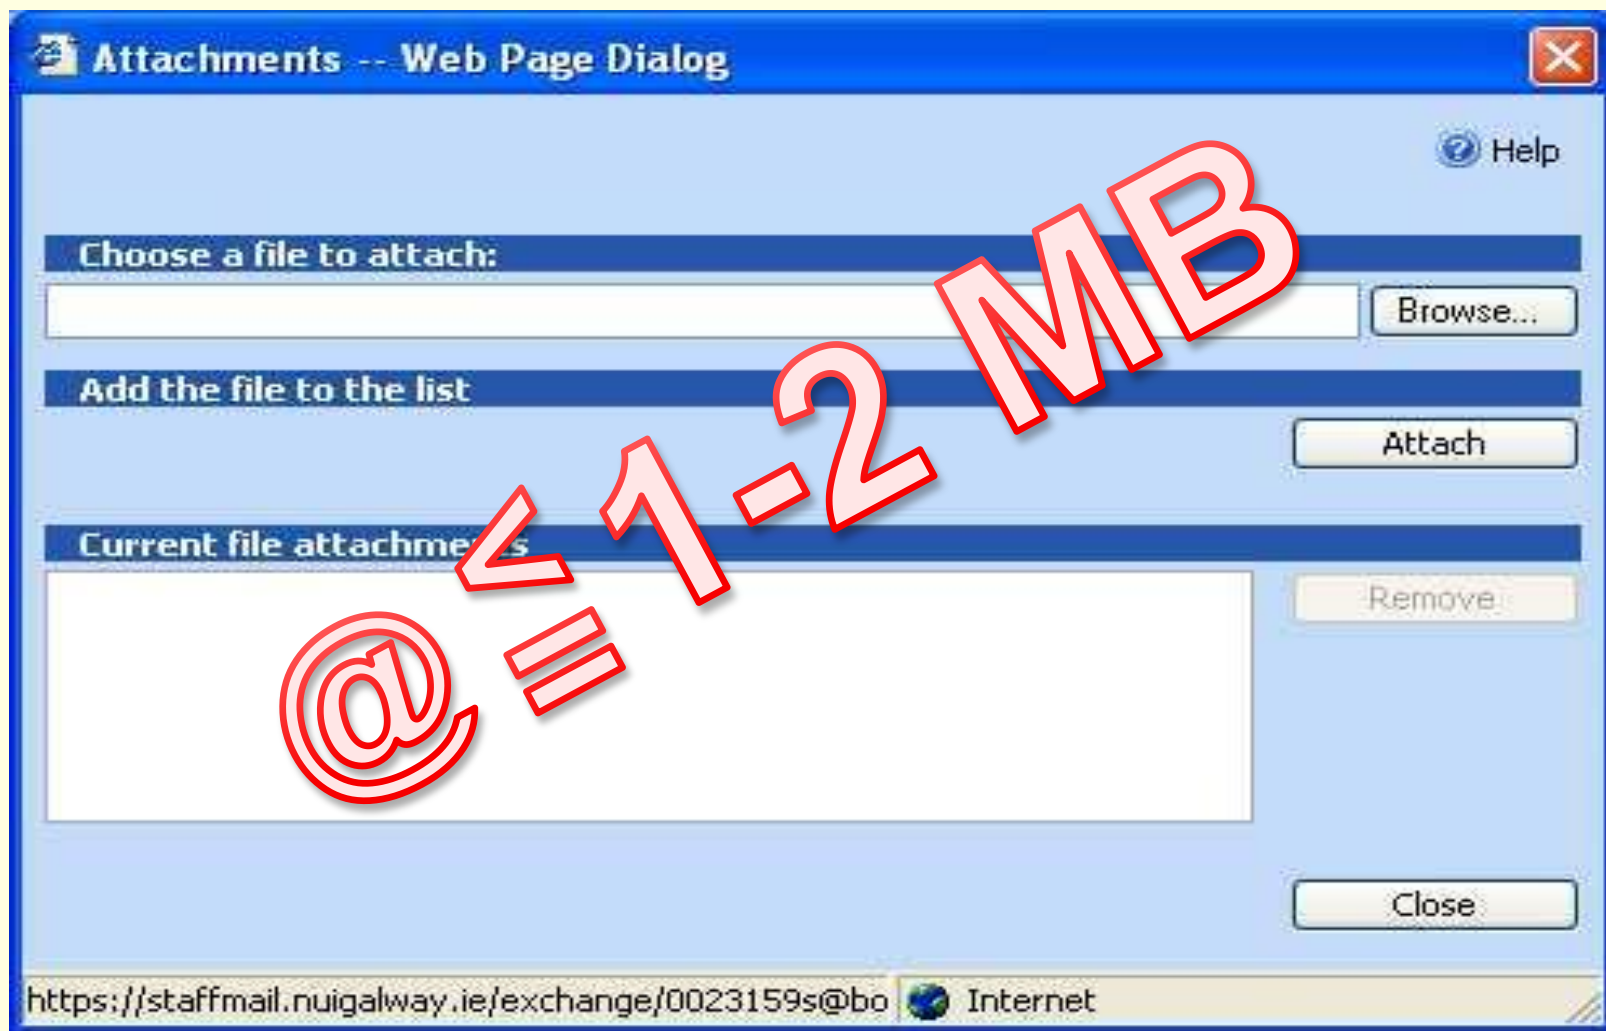 Attachments -- Web Page Dialog
Help
Choose a file to attach:
Browse...
Add the file to the list
Attach
Current file attachments
Remove
Close
@<=1-2 MB
https://staffmail.nuigalway.ie/exchange/0023159s@bo
Internet